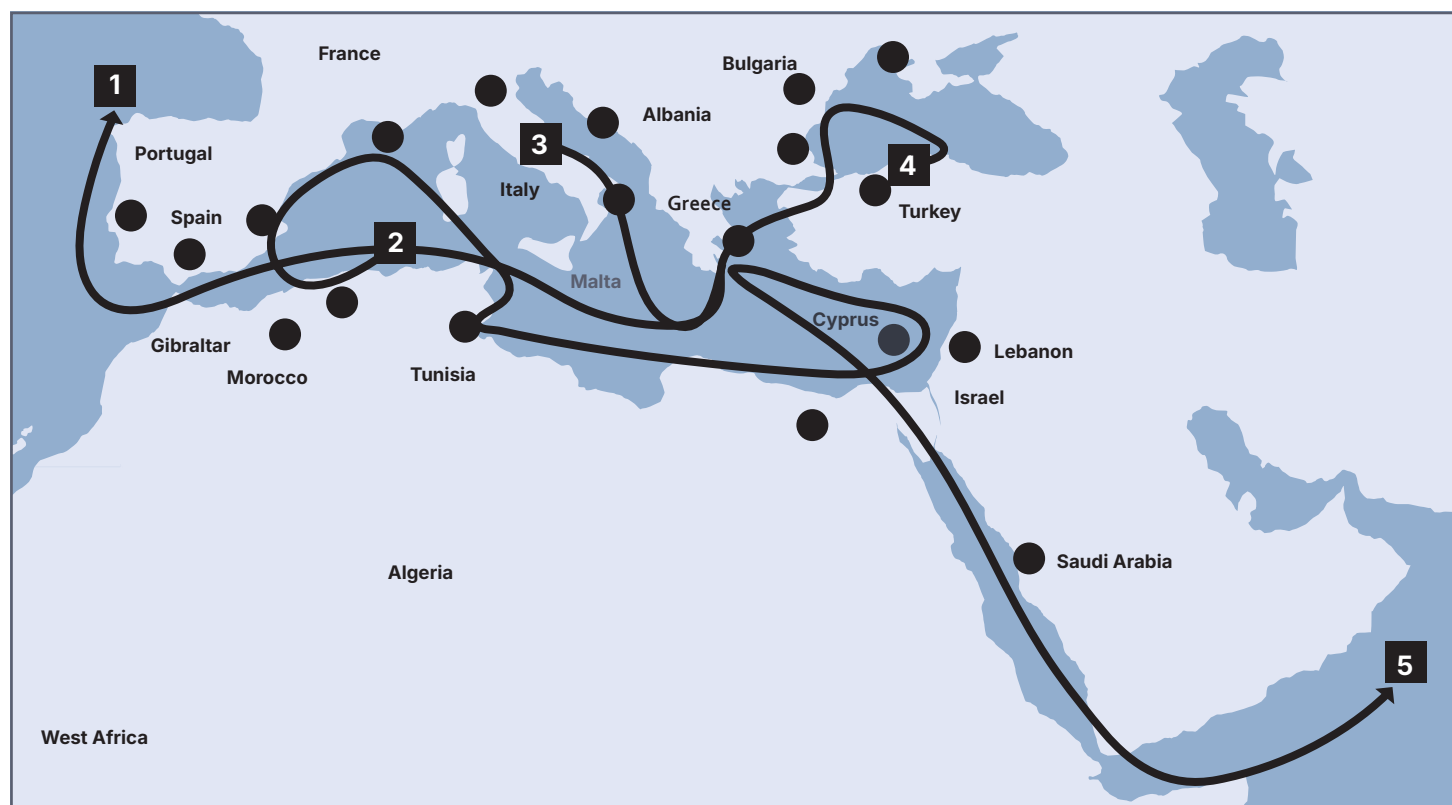 France
Bulgaria
1
Albania
3
Portugal
4
Italy
Greece
Turkey
Spain
2
Malta
Cyprus
Gibraltar
Lebanon
Morocco
Tunisia
Israel
Saudi Arabia
Algeria
5
West Africa